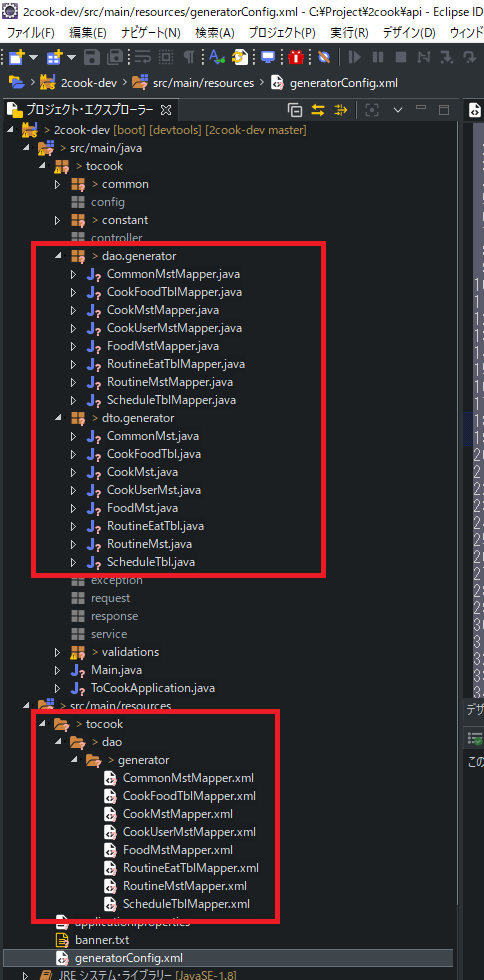 2cook-dev/src/main/resources/generatorConfig.xml - C:¥Project¥2cook¥api - Eclipse ID
ファイル(F) 編集(E) ナビゲート(N) 検索(A) プロジェクト(P) 実行(R) デザイン(D) ウィンド
> 2cook-dev > src/main/resources > generatorConfig.xml
プロジェクト・エクスプローラー
> 2cook-dev [boot] [devtools] [2cook-dev master]
> src/main/java
> tocook
> common
config
> constant
controller
> dao.generator
CommonMstMapper.java
CookFoodTblMapper.java
CookMstMapper.java
CookUserMstMapper.java
FoodMstMapper.java
RoutineEatTblMapper.java
RoutineMstMapper.java
ScheduleTblMapper.java
> dto.generator
CommonMst.java
CookFoodTbl.java
CookMst.java
CookUserMst.java
FoodMst.java
RoutineEatTbl.java
RoutineMst.java
ScheduleTbl.java
exception
request
response
service
> validations
Main.java
ToCookApplication.java
> src/main/resources
> tocook
> dao
> generator
CommonMstMapper.xml
CookFoodTblMapper.xml
CookMstMapper.xml
CookUserMstMapper.xml
FoodMstMapper.xml
RoutineEatTblMapper.xml
RoutineMstMapper.xml
ScheduleTblMapper.xml
application.properties
banner.txt
generatorConfig.xml
JRE システム・ライブラリー [JavaSE-1.8]
デザ
この